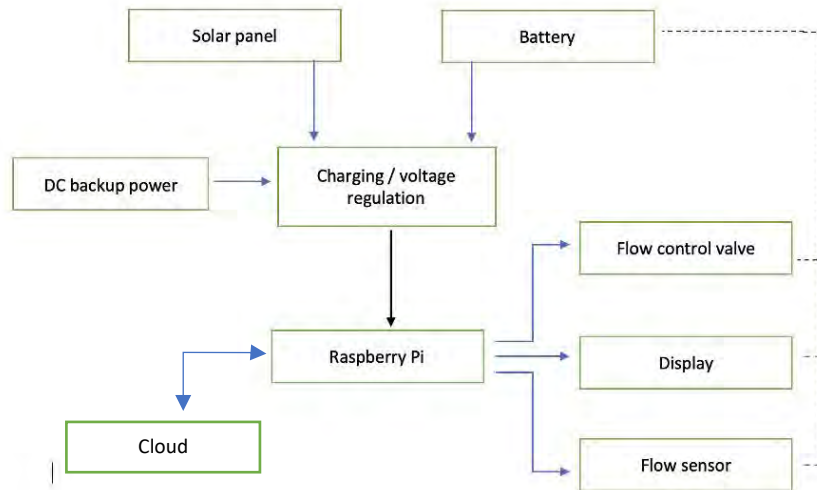 Solar panel
Battery
DC backup power
Charging / voltage
regulation
Flow control valve
Raspberry Pi
Display
Cloud
Flow sensor